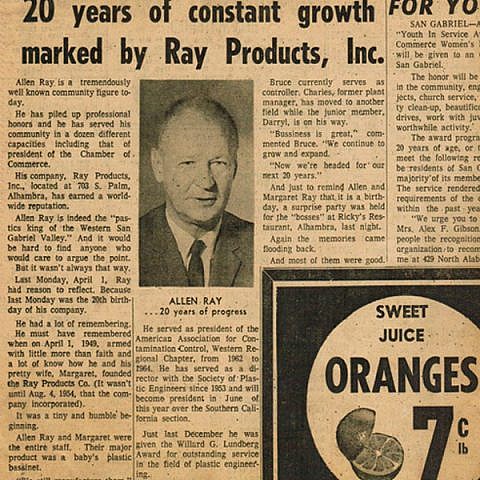 20 years of constant growth
marked by Ray Products, Inc.
Allen Ray is a tremendously
well known community figure to-
day.
He has piled up professional
honors and he has served his
community in a dozen different
capacities including that of
president of the Chamber of
Commerce.
His company, Ray Products,
Inc., located at 703 S. Palm,
Alhambra, has earned a world-
wide reputation.
Allen Ray is indeed the "pas-
tics king of the Western San
Gabriel Valley." And it would
be hard to find anyone who
would care to argue the point.
But it wasn't always that way.
Last Monday, April 1, Ray
had reason to reflect. Because
last Monday was the 20th birth-
day of his company.
He had a lot of remembering.
He must have remembered
when on April 1, 1949, armed
with little more than faith and
a lot of know how he and his
pretty wife, Margaret, founded
the Ray Products Co. (It wasn't
until Aug. 4, 1954, that the com-
pany incorporated).
It was a tiny and humble be-
ginning.
Allen Ray and Margaret were
the entire staff. Their major
product was a baby's plastic
bassinet.
ALLEN RAY
...20 years of progress
He served as president of the
American Association for Con-
tamination Control, Western Re-
gional Chapter, from 1962 to
1964. He has served as a di-
rector with the Society of Plas-
tic Engineers since 1953 and will
become president in June of
this year over the Southern Cali-
fornia section.
Just last December he was
given the Willard G. Lundberg
Award for outstanding service
in the field of plastic engineer-
ing.
Bruce currently serves as
controller. Charles, former plant
manager, has moved to another
field while the junior member,
Darryl, is on his way.
"Bussiness is great," com-
mented Bruce. "We continue to
grow and expand.
"Now we're headed for our
next 20 years."
And just to remind Allen and
Margaret Ray that it is a birth-
day, a surprise party was held
for the "bosses" at Ricky's Res-
taurant, Alhambra, last night.
Again the memories came
flooding back.
And most of them were good.
FOR YO
SAN GABRIEL—A
"Youth In Service A
Commerce Women's
will be given to an
San Gabriel.
The honor will be
in the community, eng
jects, church service,
ty clean-up, beautific
drives, work with juv
worthwhile activity.
The award progra
20 years of age, or t
meet the following re
be residents of San G
majority of its member
The service rendered
requirements of the
within the past year
"We urge you to
Mrs. Alex F. Gibson,
people the recognition
organization to recom
me at 429 North Alab
SWEET
JUICE
ORANGES
7 c
lb